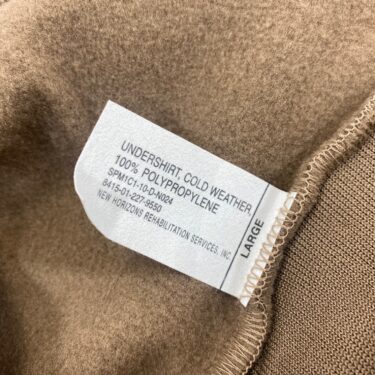 UNDERSHIRT, COLD WEATHER,
100% POLYPROPYLENE
SPM1C1-10-D-N024
8415-01-227-9550
NEW HORIZONS REHABILITATION SERVICES, INC
LARGE